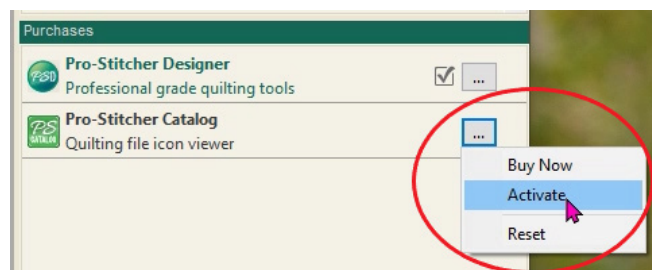 Purchases
PSD
Pro-Stitcher Designer
Professional grade quilting tools
...
PS
CATALOG
Pro-Stitcher Catalog
Quilting file icon viewer
...
Buy Now
Activate
Reset